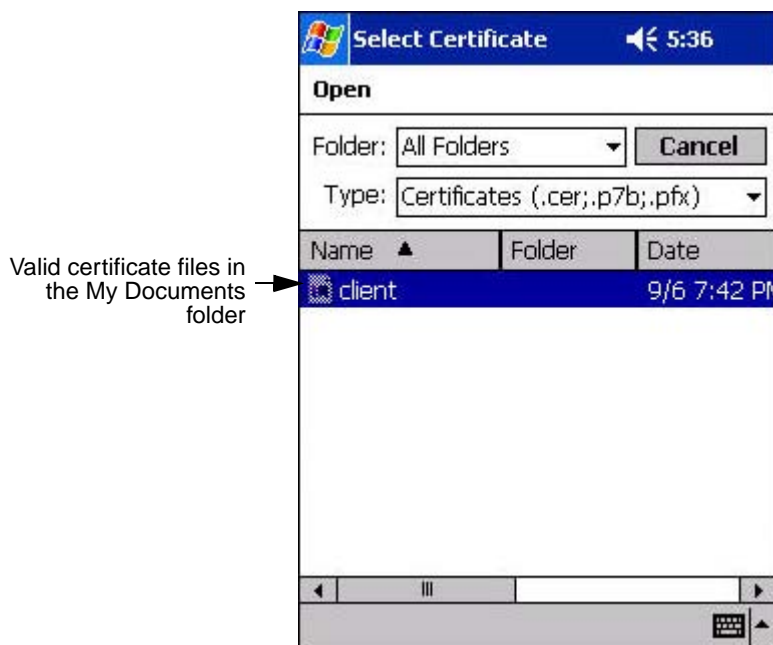 Select Certificate 5:36
Open
Folder: All Folders Cancel
Type: Certificates (.cer;.p7b;.pfx)
Name Folder Date
client 9/6 7:42 PM
Valid certificate files in
the My Documents
folder